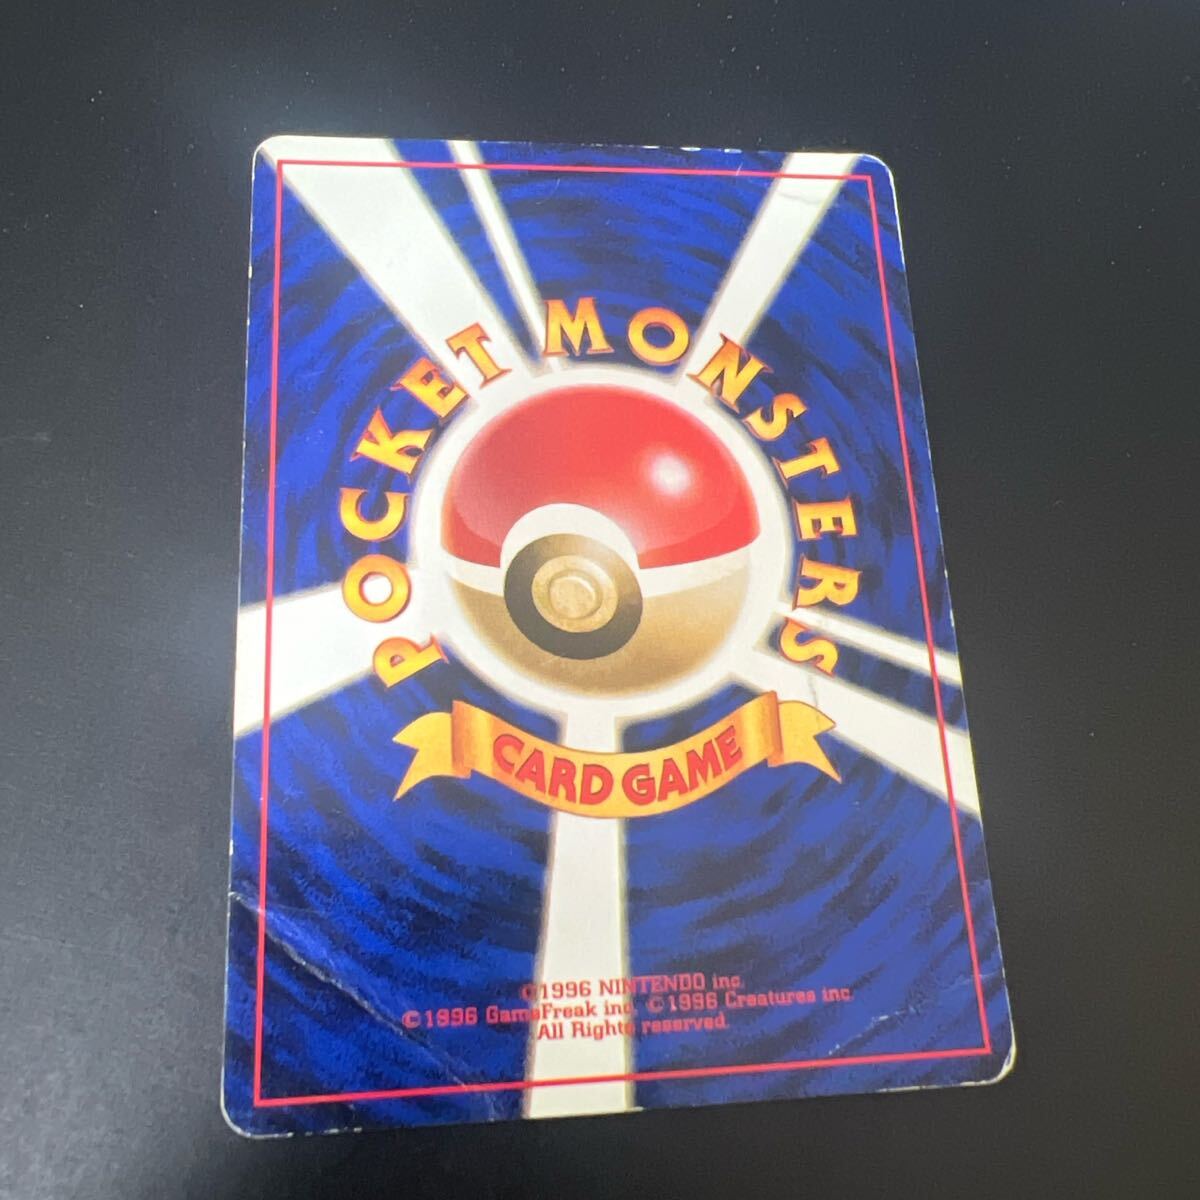 POCKET MONSTERS
CARD GAME
©1996 NINTENDO inc.
©1996 GameFreak inc. ©1996 Creatures inc.
All Rights reserved.